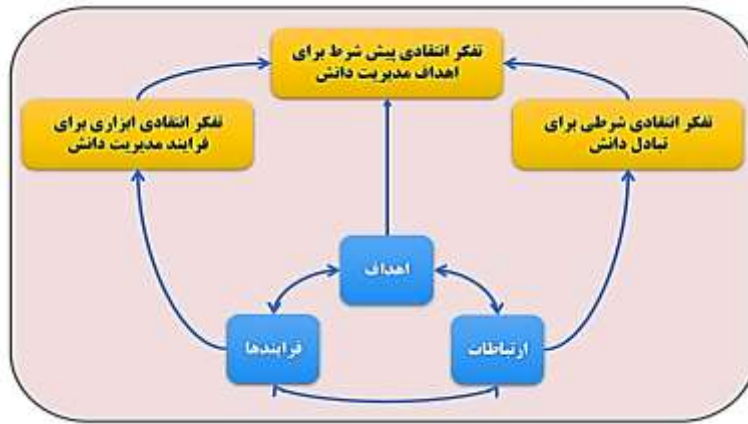 تفکر انتقادی پیش شرط برای
اهداف مدیریت دانش
تفکر انتقادی شرطی برای
تبادل دانش
تفکر انتقادی ابزاری برای
فرایند مدیریت دانش
اهداف
ارتباطات
فرایندها